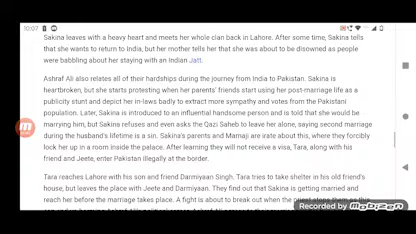 10:07
Sakina leaves with a heavy heart and meets her whole clan back in Lahore. After some time, Sakina tells
that she wants to return to India, but her mother tells her that she was about to be disowned as people
were babbling about her staying with an Indian Jatt.
Ashraf Ali also relates all of their hardships during the journey from India to Pakistan. Sakina is
heartbroken, but she starts protesting when her parents' friends start using her post-marriage life as a
publicity stunt and depict her in-laws badly to extract more sympathy and votes from the Pakistani
population. Later, Sakina is introduced to an influential handsome person and is told that she would be
marrying him, but Sakina refuses and even asks the Qazi Saheb to leave her alone, saying second marriage
during the husband's lifetime is a sin. Sakina's parents and Mamaji are irate about this, where they forcibly
lock her up in a room inside the palace. After learning they will not receive a visa, Tara, along with his
friend and Jeete, enter Pakistan illegally at the border.
Tara reaches Lahore with his son and friend Darmiyaan Singh. Tara tries to take shelter in his old friend's
house, but leaves the place with Jeete and Darmiyaan. They find out that Sakina is getting married and
reach her before the marriage takes place. A fight is about to break out when the priest stops them as this
Recorded by Mobizen